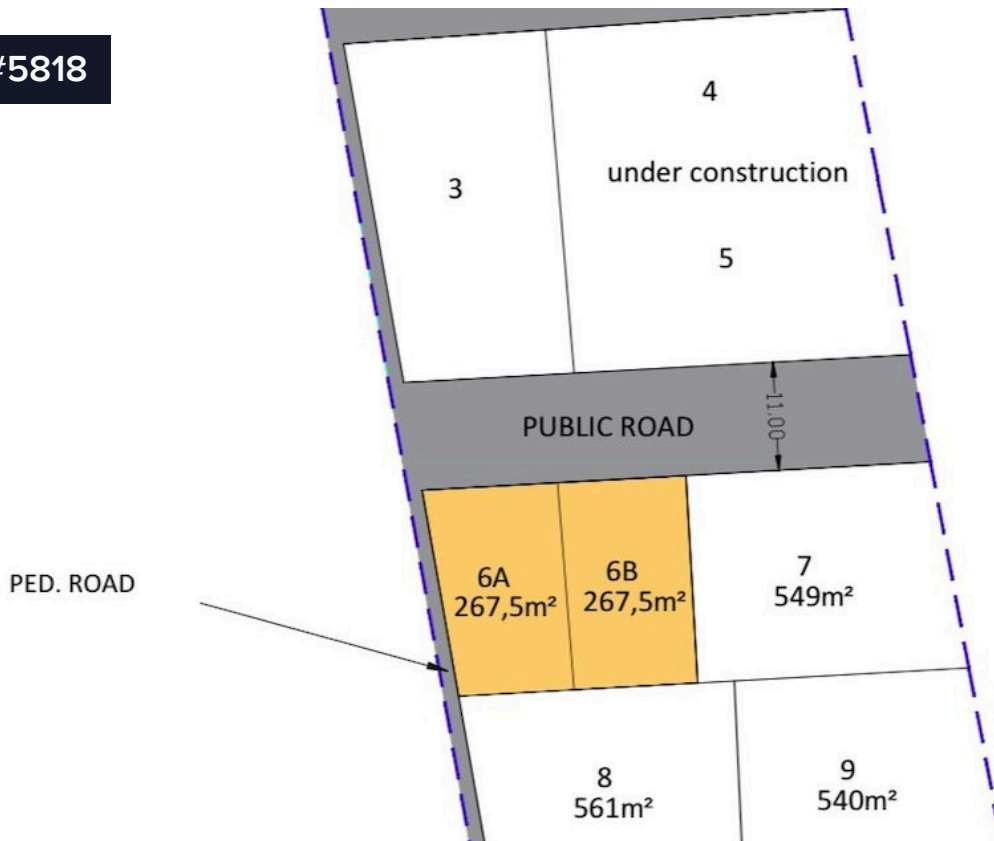 #5818
4
under construction
3
5
11.00
PUBLIC ROAD
PED. ROAD
6A
267,5m²
6B
267,5m²
7
549m²
8
561m²
9
540m²